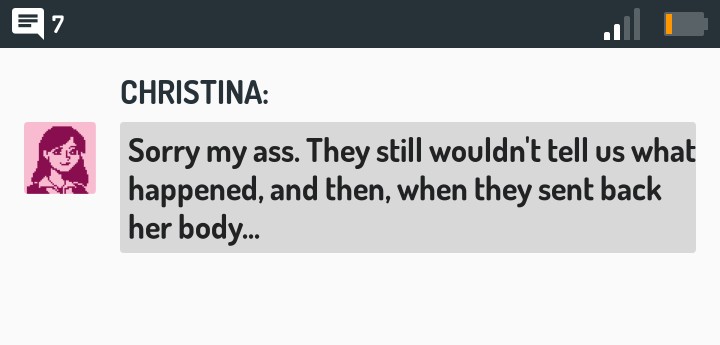 7
CHRISTINA:
Sorry my ass. They still wouldn't tell us what
happened, and then, when they sent back
her body...